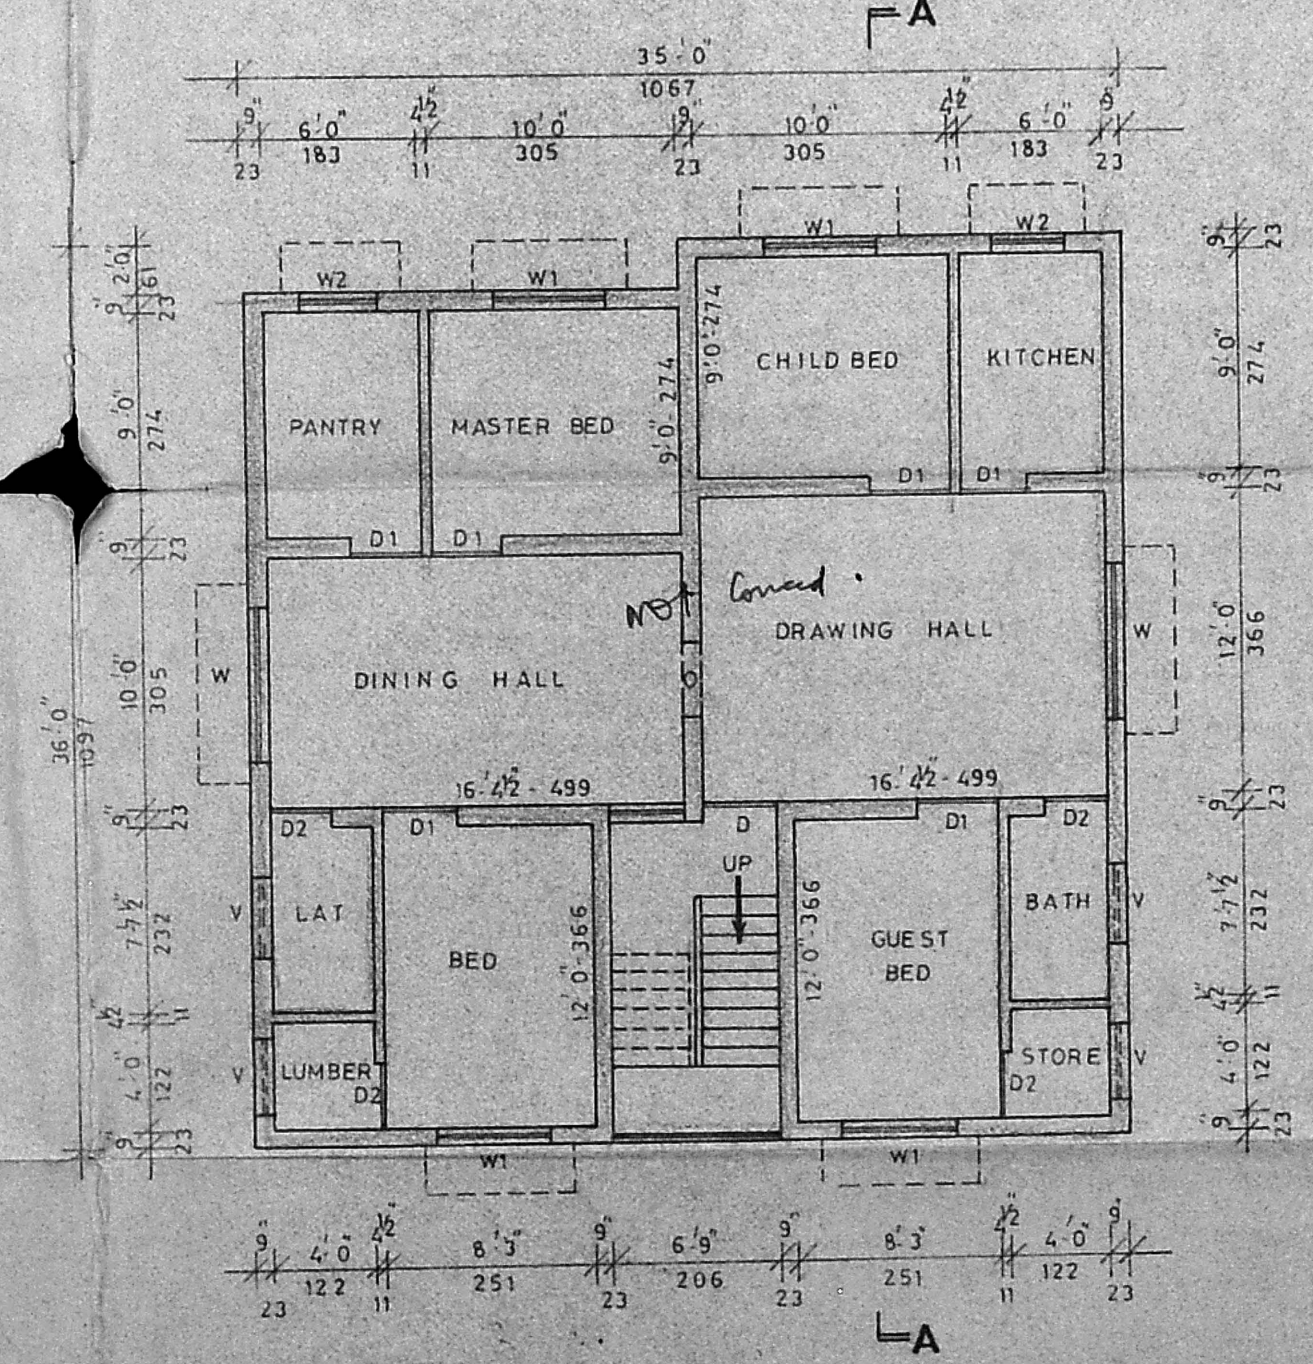 A
35'-0"
1067
9" 6'-0" 4½" 10'-0" 9" 10'-0" 4½" 6'-0" 9"
23 183 11 305 23 305 11 183 23
W1 W2
W2 W1
9" 23
2'-0" 61
9" 23
9'-0" 274
9'-0"-274
CHILD BED KITCHEN
9'-0" 274
PANTRY MASTER BED
9'-0"-274
D1 D1
9" 23
D1 D1
9" 23
NOT Conced.
DRAWING HALL
W
12'-0" 366
DINING HALL
O
W
10'-0" 305
36'-0"
1097
16'-4½"-499
16'-4½"-499
9" 23
9" 23
D2 D1 D D1 D2
UP
V LAT
7'-7½" 232
BED
12'-0"-366
12'-0"-366
GUEST
BED
BATH V
7'-7½" 232
4½" 11
4½" 11
V LUMBER
D2
4'-0" 122
STORE V
D2
4'-0" 122
9" 23
9" 23
W1 W1
9" 4'-0" 4½" 8'-3" 9" 6'-9" 9" 8'-3" 4½" 4'-0" 9"
23 122 11 251 23 206 23 251 11 122 23
A